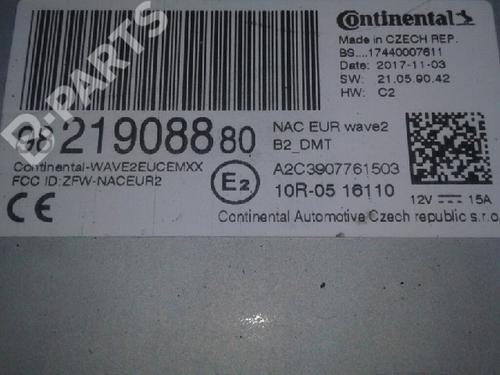 Continental
Made in CZECH REP.
BS....17440007611
Date: 2017-11-03
SW: 21.05.90.42
HW: C2
D-PARTS
98 219088 80
NAC EUR wave2
B2_DMT
Continental-WAVE2EUCEMXX
FCC ID:ZFW-NACEUR2
E2
A2C3907761503
10R-05 16110
12V 15A
CE
Continental Automotive Czech republic s.r.o